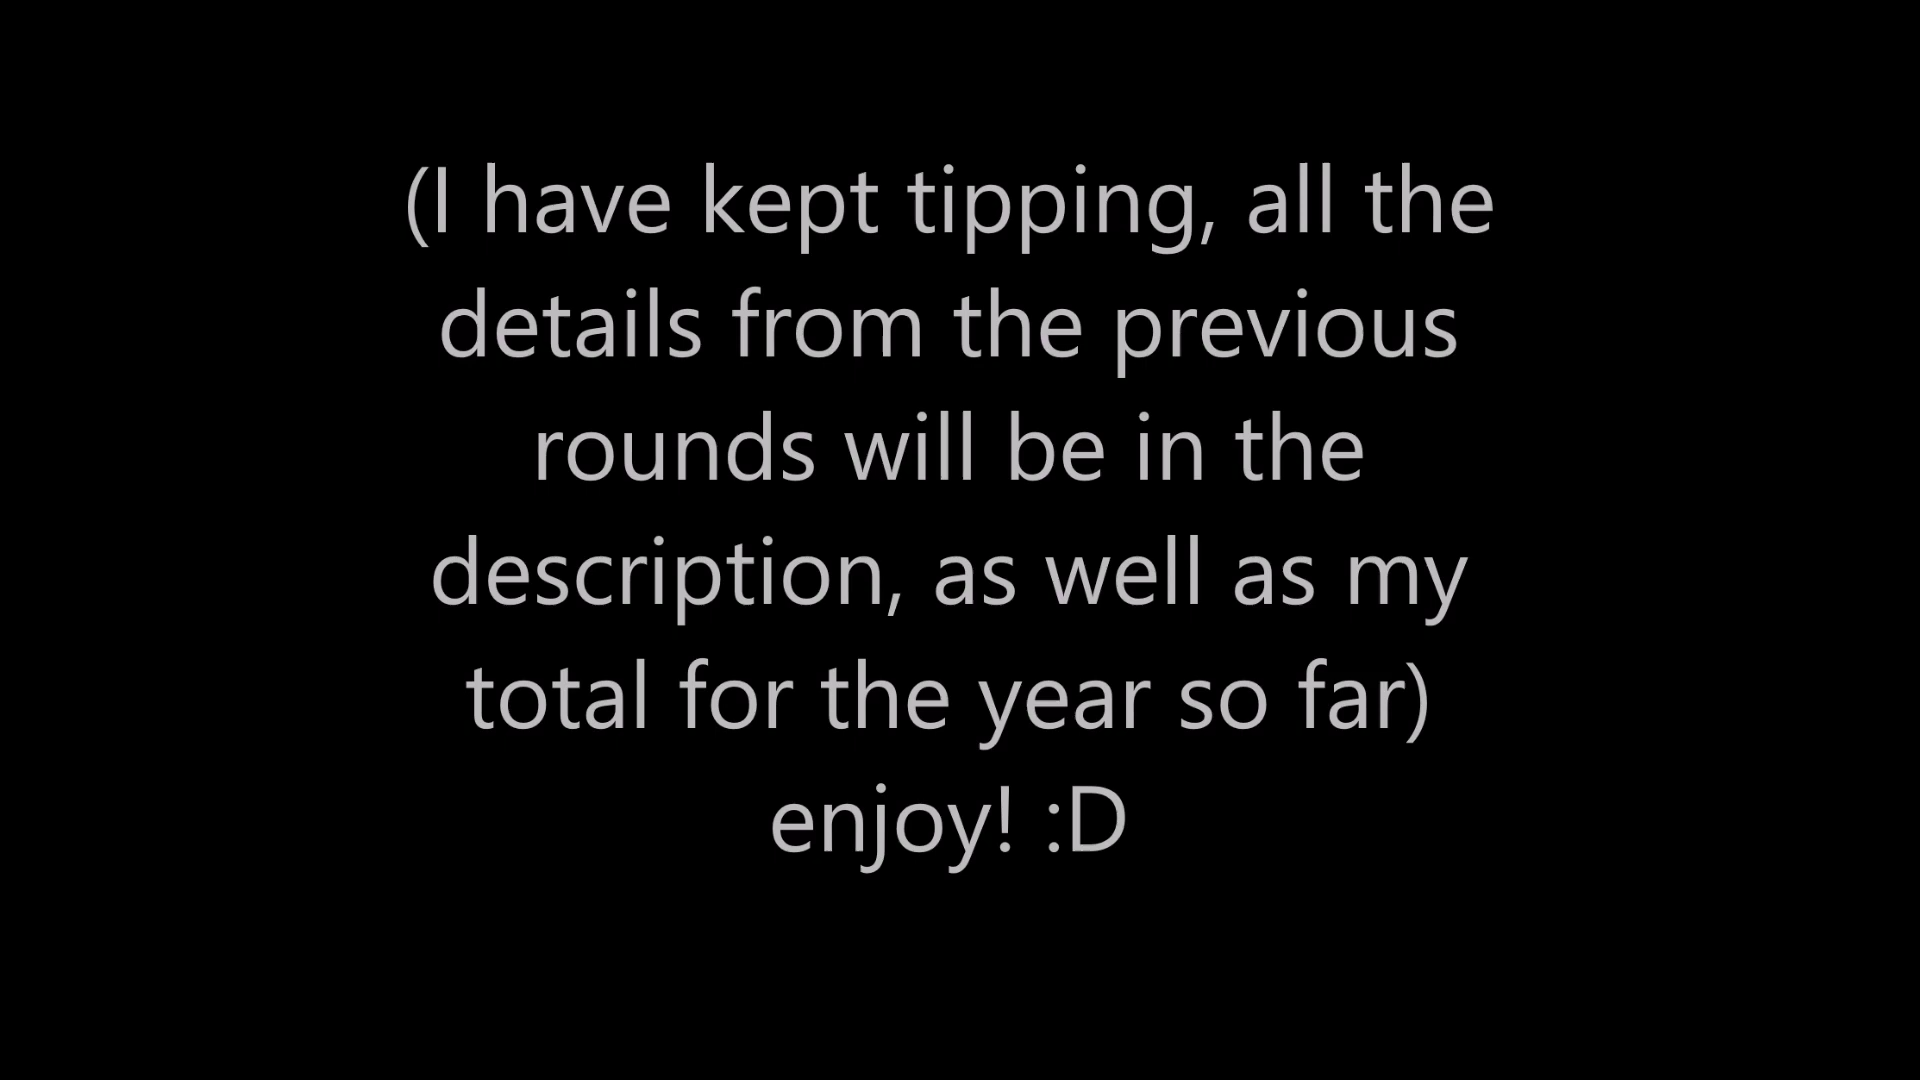 (I have kept tipping, all the
details from the previous
rounds will be in the
description, as well as my
total for the year so far)
enjoy! :D